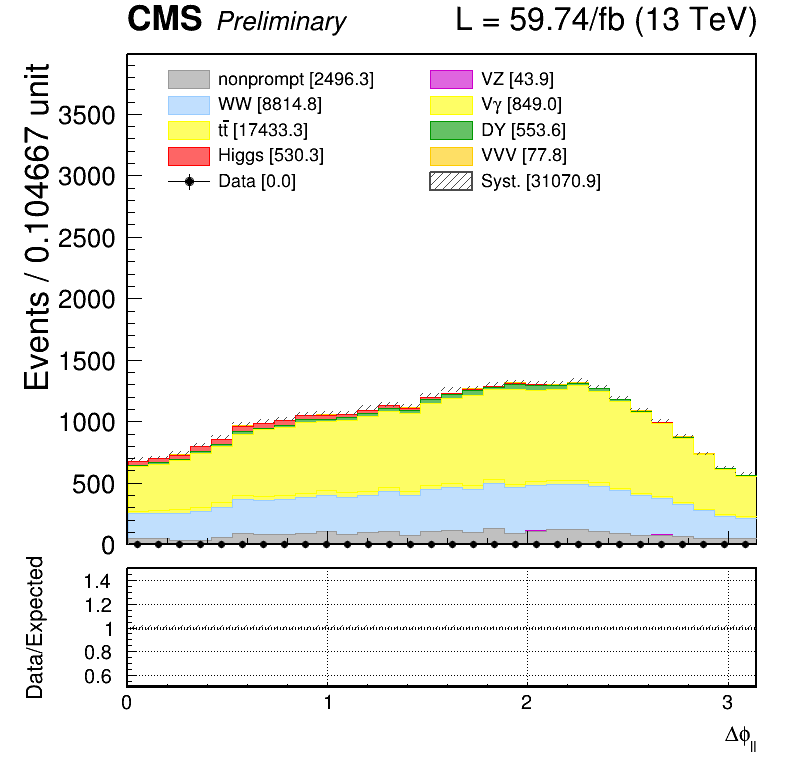 CMS Preliminary L = 59.74/fb (13 TeV)
Events / 0.104667 unit
3500
3000
2500
2000
1500
1000
500
0
nonprompt [2496.3]
WW [8814.8]
tt̄ [17433.3]
Higgs [530.3]
Data [0.0]
VZ [43.9]
Vγ [849.0]
DY [553.6]
VVV [77.8]
Syst. [31070.9]
Data/Expected
1.4
1.2
1
0.8
0.6
0 1 2 3
Δϕ_ll